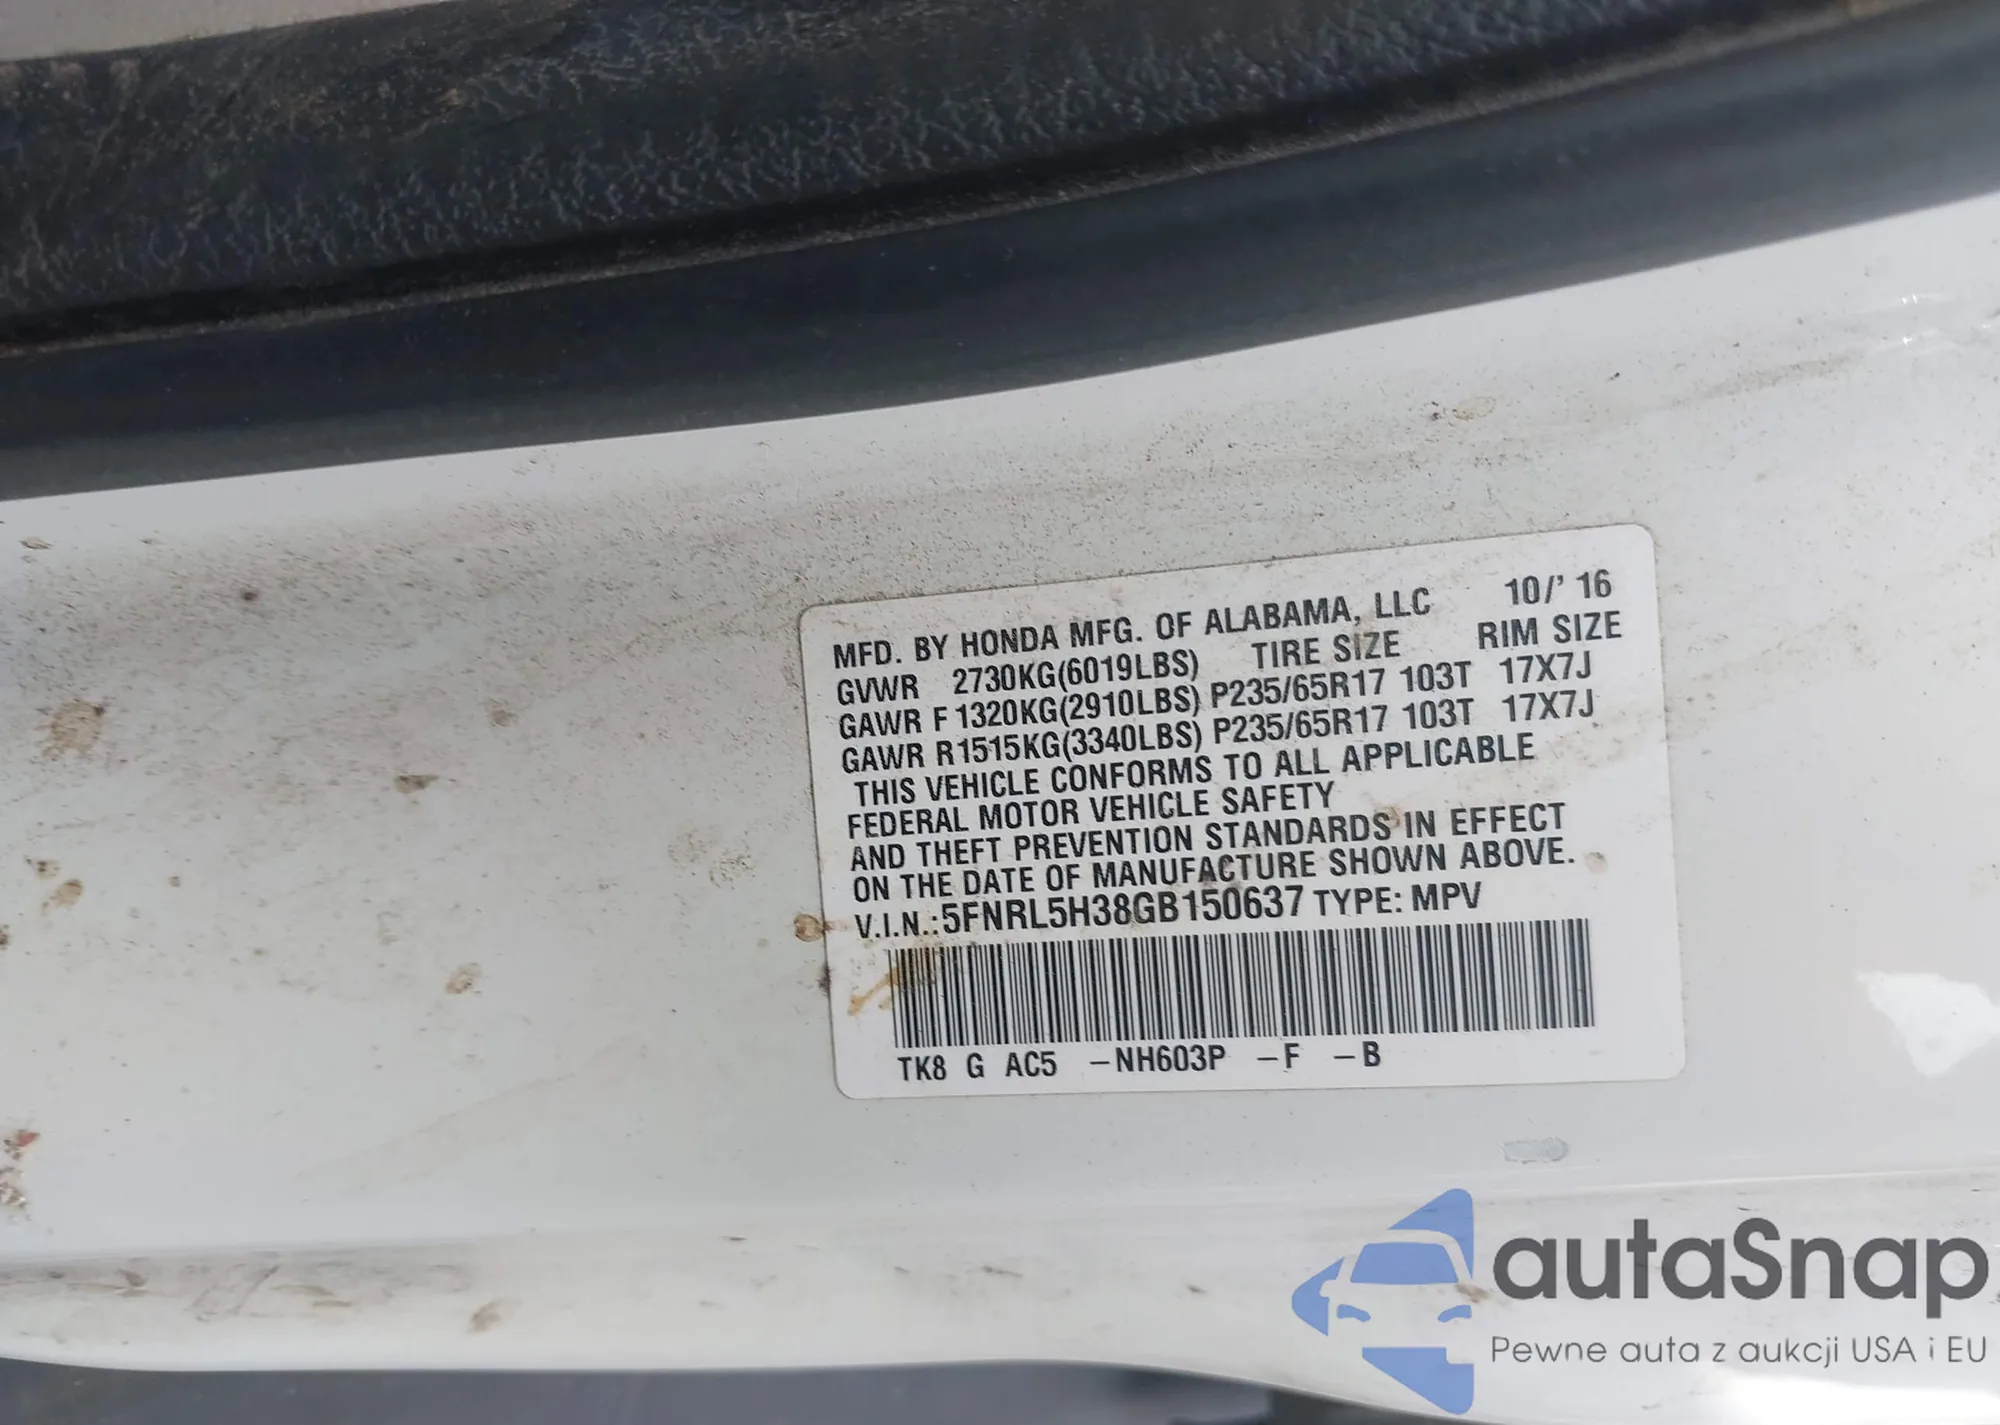 MFD. BY HONDA MFG. OF ALABAMA, LLC 10/' 16
GVWR 2730KG(6019LBS) TIRE SIZE RIM SIZE
GAWR F 1320KG(2910LBS) P235/65R17 103T 17X7J
GAWR R1515KG(3340LBS) P235/65R17 103T 17X7J
THIS VEHICLE CONFORMS TO ALL APPLICABLE
FEDERAL MOTOR VEHICLE SAFETY
AND THEFT PREVENTION STANDARDS IN EFFECT
ON THE DATE OF MANUFACTURE SHOWN ABOVE.
V.I.N.: 5FNRL5H38GB150637 TYPE: MPV
TK8 G AC5 -NH603P -F -B
autaSnap
Pewne auta z aukcji USA i EU